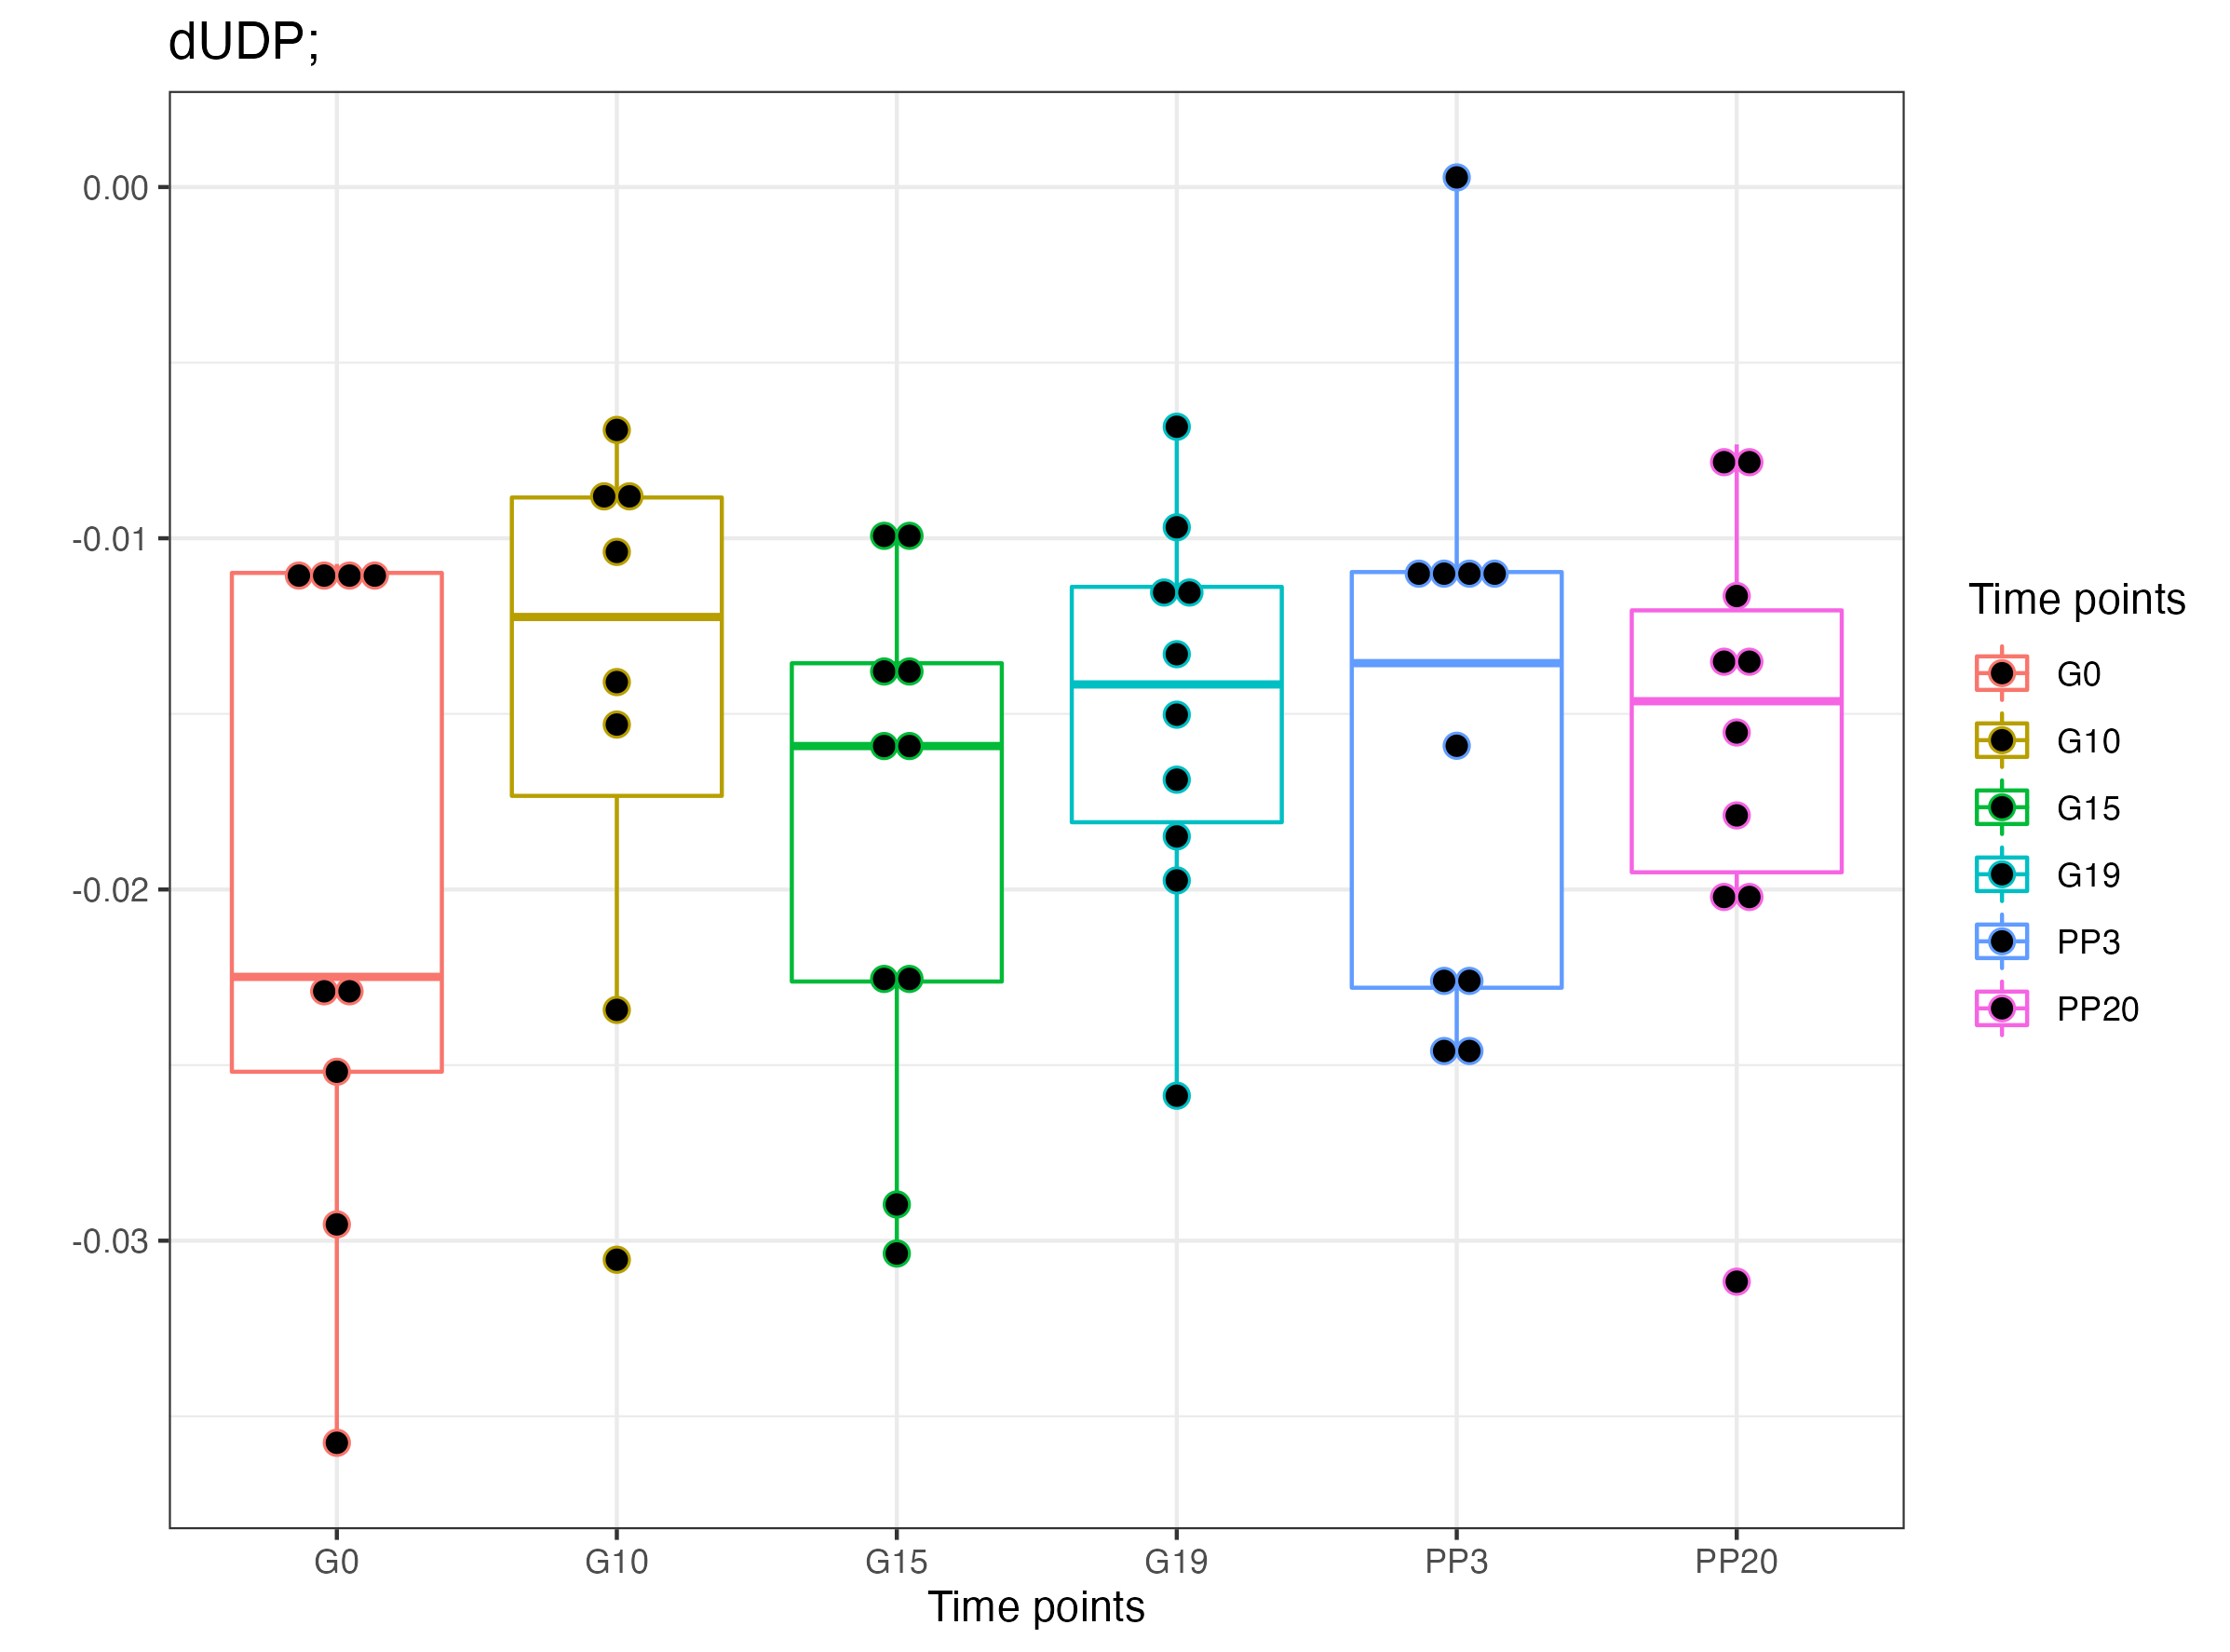 dUDP;
0.00
-0.01
-0.02
-0.03
G0 G10 G15 G19 PP3 PP20
Time points
Time points
G0
G10
G15
G19
PP3
PP20